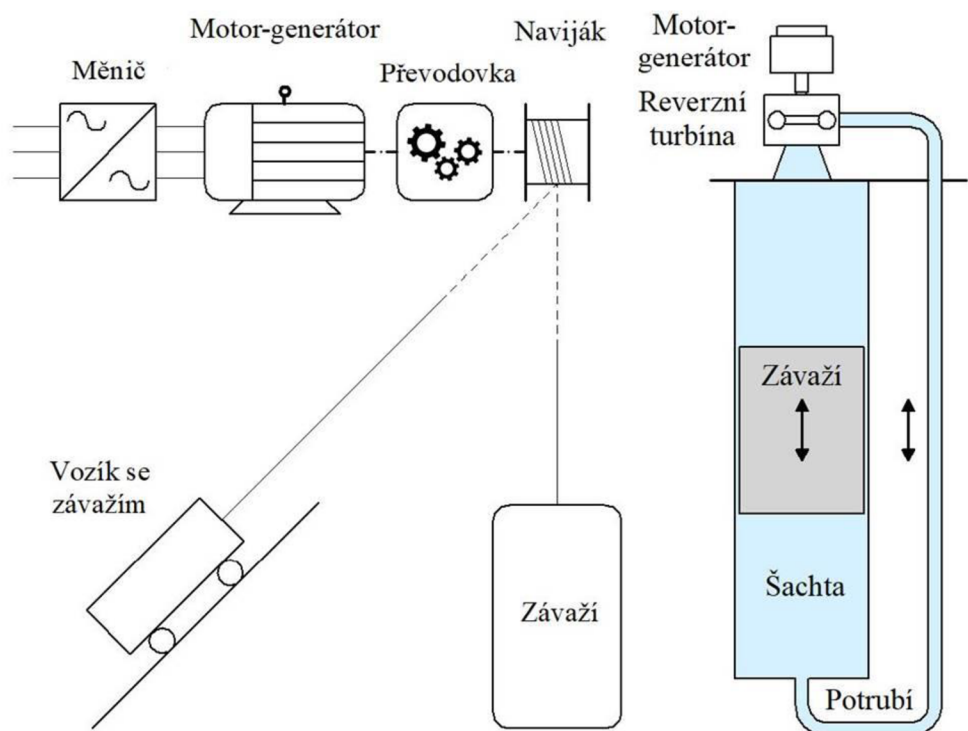 Měnič
Motor-generátor
Převodovka
Naviják
Motor-
generátor
Reverzní
turbína
Vozík se
závažím
Závaží
Závaží
Šachta
Potrubí